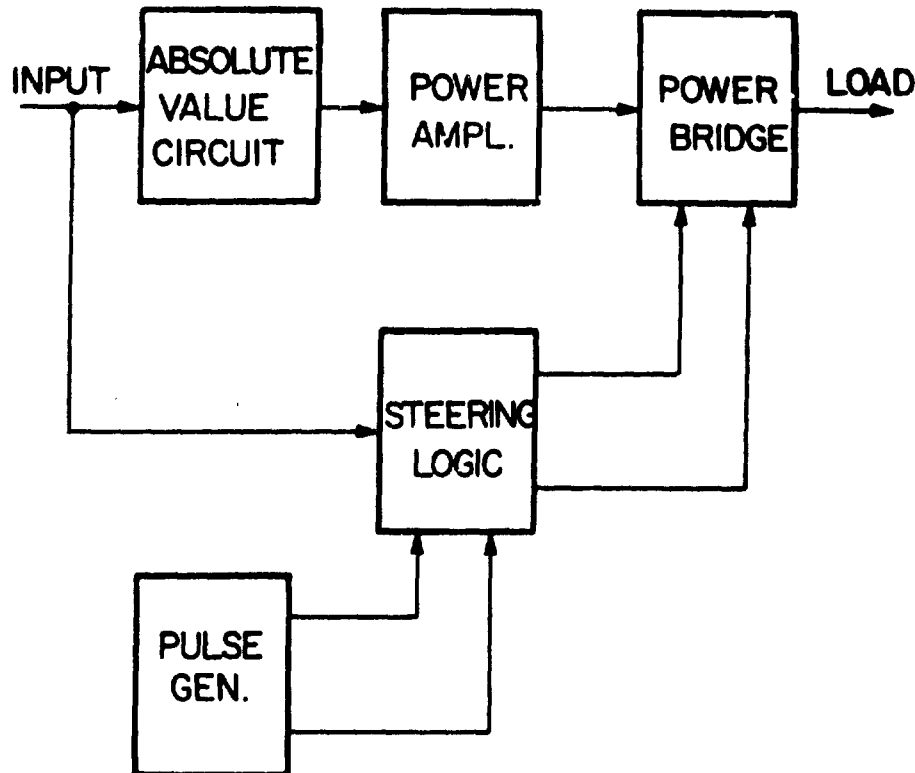 INPUT
ABSOLUTE
VALUE
CIRCUIT
POWER
AMPL.
POWER
BRIDGE
LOAD
STEERING
LOGIC
PULSE
GEN.